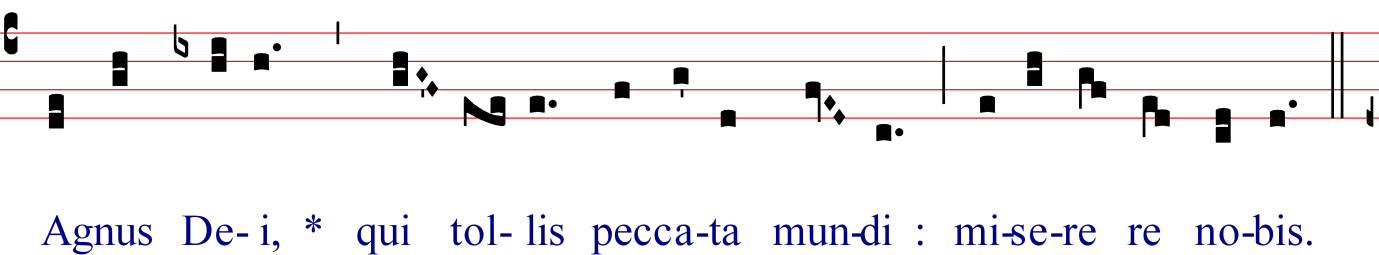 Agnus De- i, * qui tol- lis pecca-ta mun-di : mi-se-re re no-bis.